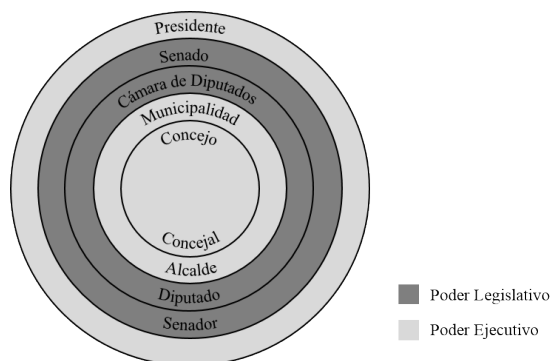 Presidente
Senado
Cámara de Diputados
Municipalidad
Concejo
Concejal
Alcalde
Diputado
Senador
Poder Legislativo
Poder Ejecutivo